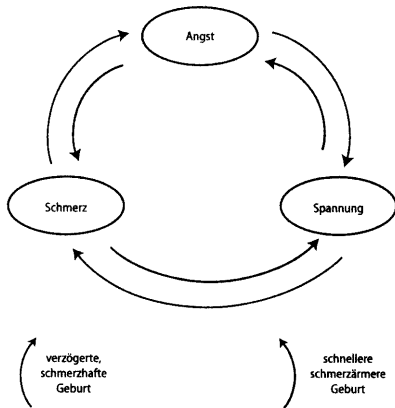 Angst
Schmerz
Spannung
verzögerte,
schmerzhafte
Geburt
schnellere
schmerzärmere
Geburt